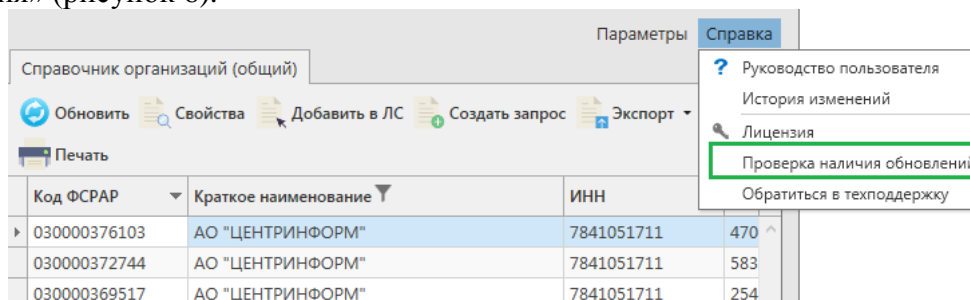 (рисунок 6).
Параметры Справка
Справочник организаций (общий)
? Руководство пользователя
История изменений
Обновить Свойства Добавить в ЛС Создать запрос Экспорт
Лицензия
Печать
Проверка наличия обновлений
Обратиться в техподдержку
Код ФСРАР Краткое наименование ИНН
030000376103 АО "ЦЕНТРИНФОРМ" 7841051711 470
030000372744 АО "ЦЕНТРИНФОРМ" 7841051711 583
030000369517 АО "ЦЕНТРИНФОРМ" 7841051711 254